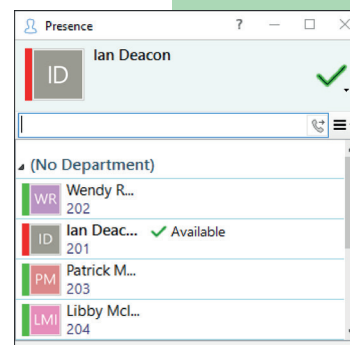 Presence ?
ID Ian Deacon
(No Department)
WR Wendy R...
202
ID Ian Deac... Available
201
PM Patrick M...
203
LMI Libby McI...
204